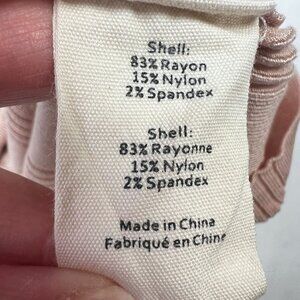 Shell:
83% Rayon
15% Nylon
2% Spandex
Shell:
83% Rayonne
15% Nylon
2% Spandex
Made in China
Fabriqué en Chine